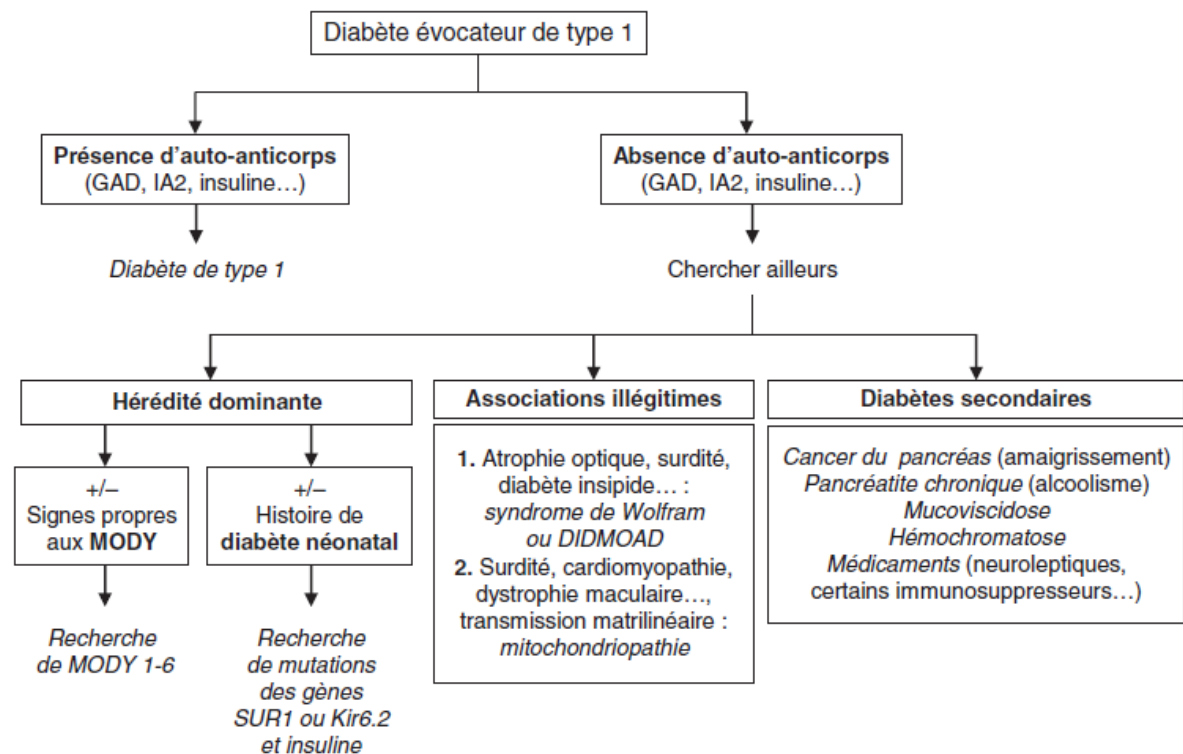 Diabète évocateur de type 1
Présence d'auto-anticorps
(GAD, IA2, insuline…)
Absence d'auto-anticorps
(GAD, IA2, insuline…)
Diabète de type 1
Chercher ailleurs
Hérédité dominante
+/–
Signes propres
aux MODY
+/–
Histoire de
diabète néonatal
Recherche
de MODY 1-6
Recherche
de mutations
des gènes
SUR1 ou Kir6.2
et insuline
Associations illégitimes
1. Atrophie optique, surdité,
diabète insipide… :
syndrome de Wolfram
ou DIDMOAD
2. Surdité, cardiomyopathie,
dystrophie maculaire…,
transmission matrilinéaire :
mitochondriopathie
Diabètes secondaires
Cancer du pancréas (amaigrissement)
Pancréatite chronique (alcoolisme)
Mucoviscidose
Hémochromatose
Médicaments (neuroleptiques,
certains immunosuppresseurs…)